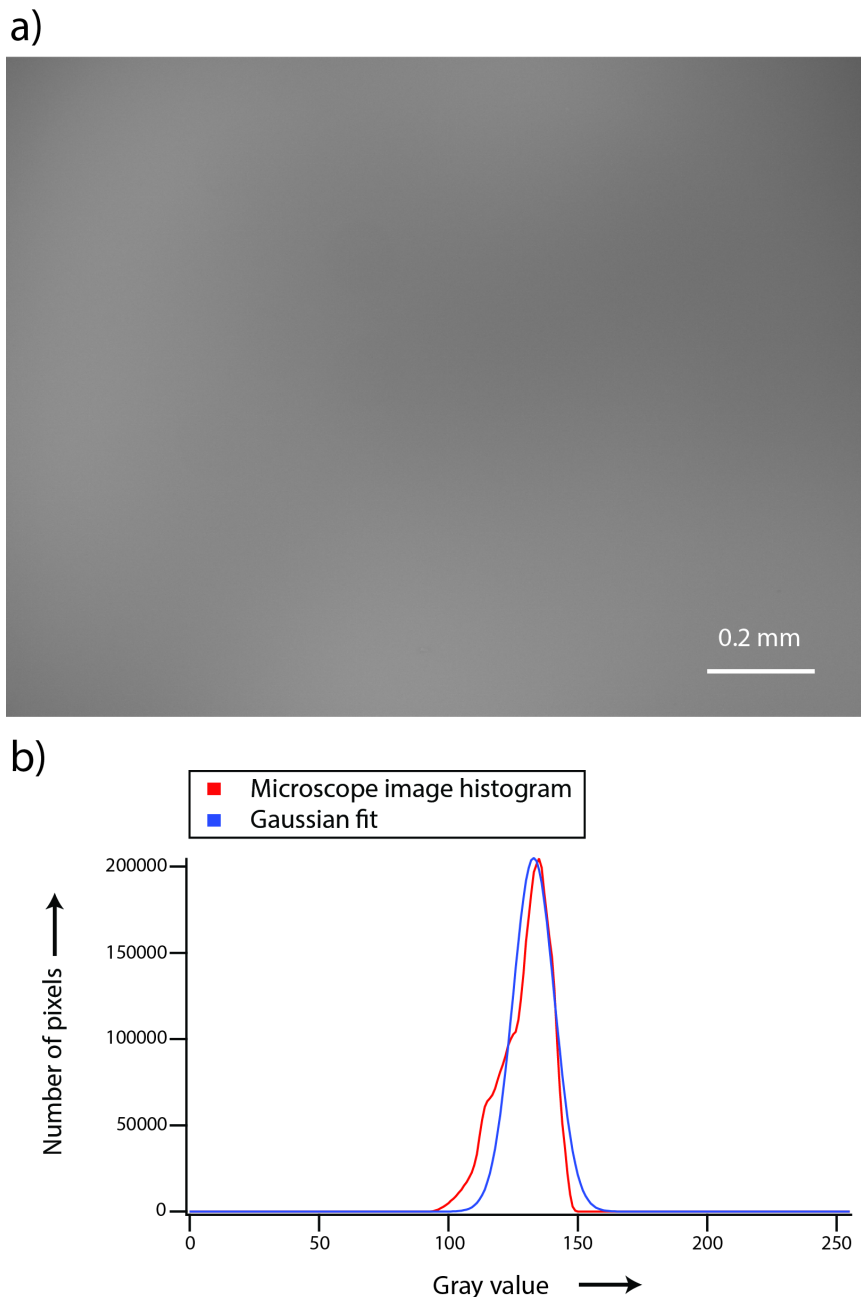 a)
0.2 mm
b)
Microscope image histogram
Gaussian fit
200000
150000
100000
50000
0
Number of pixels
0 50 100 150 200 250
Gray value